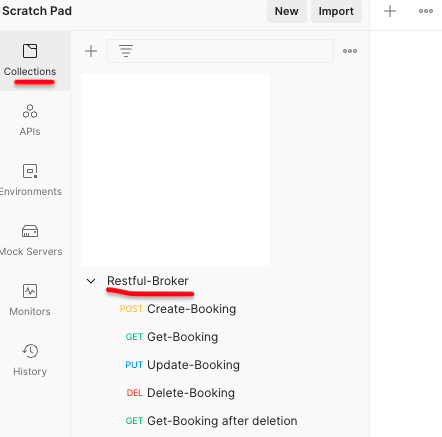 Scratch Pad
New
Import
Collections
APIs
Environments
Mock Servers
Monitors
History
Restful-Broker
POST Create-Booking
GET Get-Booking
PUT Update-Booking
DEL Delete-Booking
GET Get-Booking after deletion